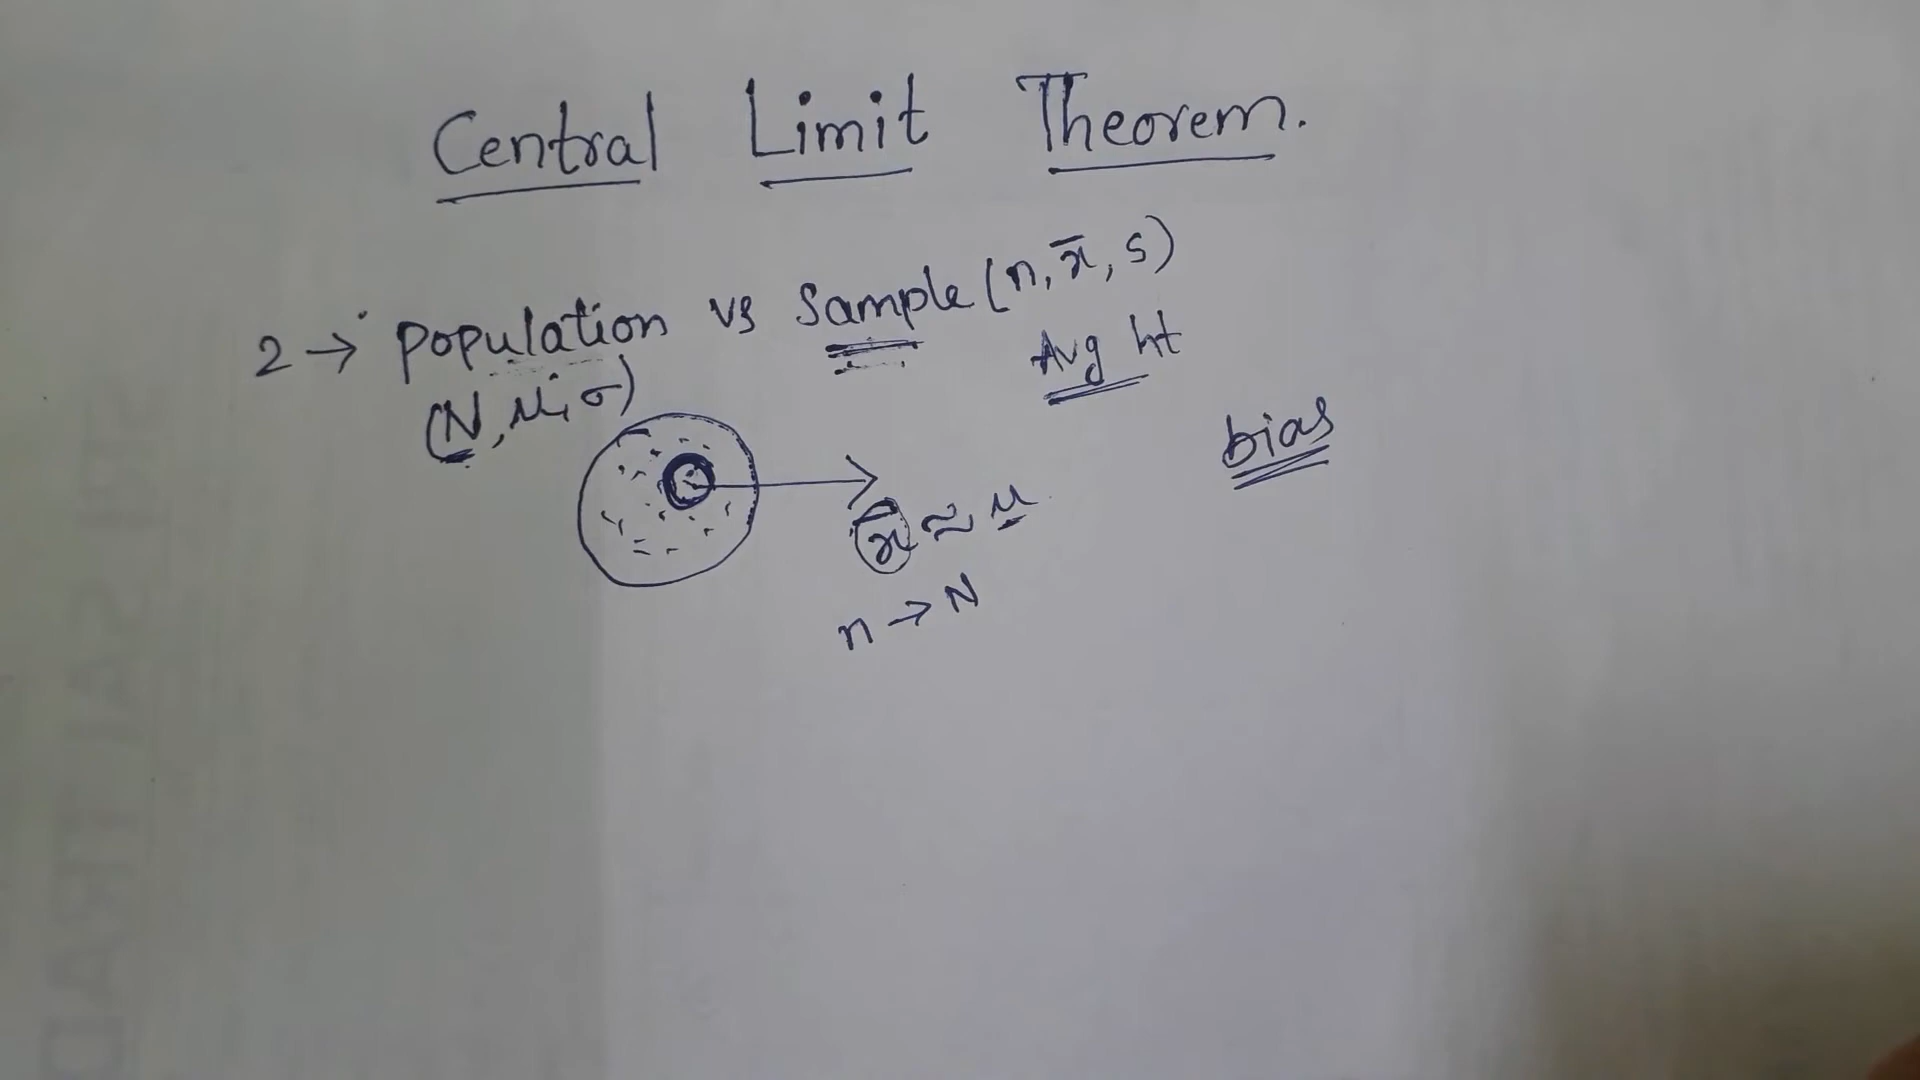 Central Limit Theorem.
2 → population vs sample (n, x̄, s)
(N, μ, σ)
Avg ht
bias
x̄ ≈ μ
n → N